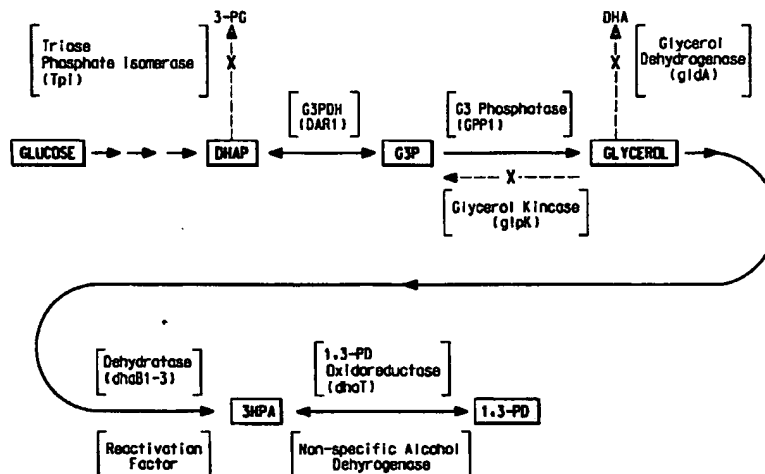 3-PG
DHA
Triose
Phosphate Isomerase
(Tpi)
Glycerol
Dehydrogenase
(gldA)
G3PDH
(DAR1)
G3 Phosphatase
(GPP1)
GLUCOSE
DHAP
G3P
GLYCEROL
X
X
X
Glycerol Kincase
(glpK)
Dehydratase
(dhaB1-3)
1.3-PD
Oxidoreductase
(dhaT)
3HPA
1.3-PD
Reactivation
Factor
Non-specific Alcohol
Dehyrogenase